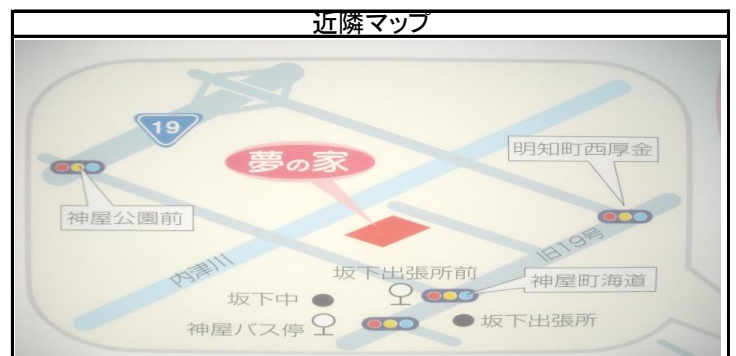 近隣マップ
19
夢の家
明知町西厚金
神屋公園前
旧19号
内津川
坂下出張所前
神屋町海道
坂下中
坂下出張所
神屋バス停